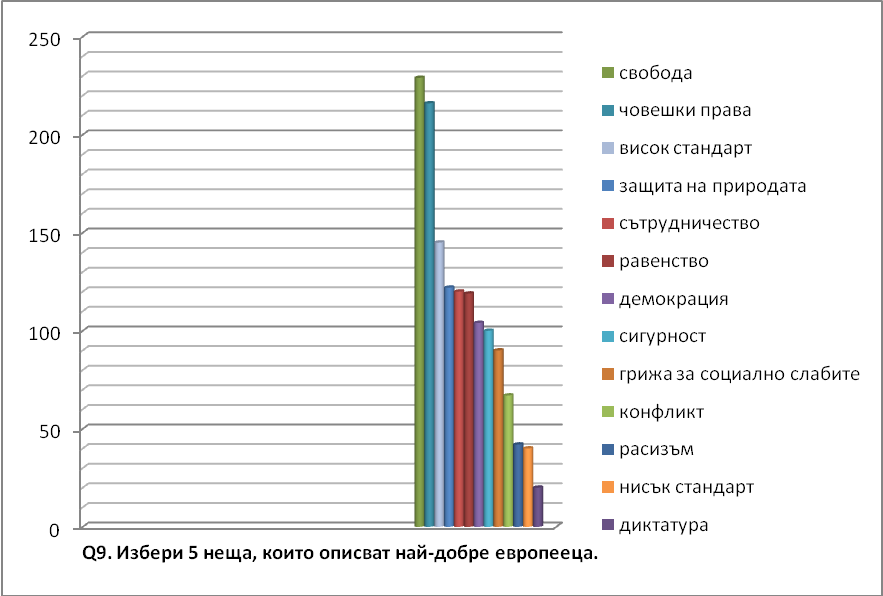 250
200
150
100
50
0
свобода
човешки права
висок стандарт
защита на природата
сътрудничество
равенство
демокрация
сигурност
грижа за социално слабите
конфликт
расизъм
нисък стандарт
диктатура
Q9. Избери 5 неща, които описват най-добре европееца.